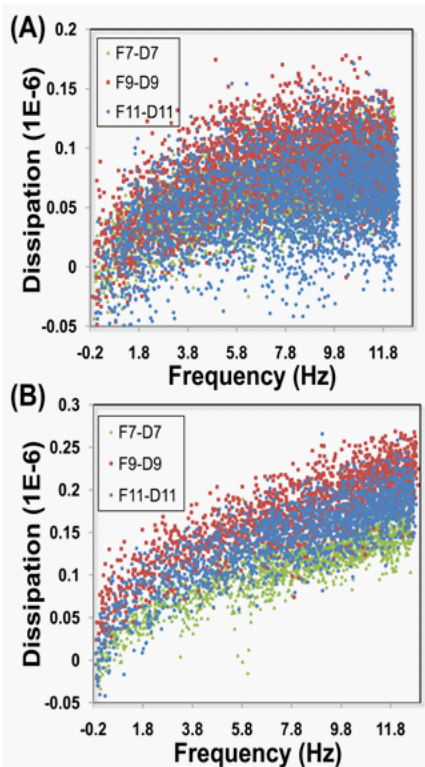 (A)
0.2
0.15
0.1
0.05
0
-0.05
Dissipation (1E-6)
F7-D7
F9-D9
F11-D11
-0.2 1.8 3.8 5.8 7.8 9.8 11.8
Frequency (Hz)
(B)
0.3
0.25
0.2
0.15
0.1
0.05
0
-0.05
Dissipation (1E-6)
F7-D7
F9-D9
F11-D11
-0.2 1.8 3.8 5.8 7.8 9.8 11.8
Frequency (Hz)